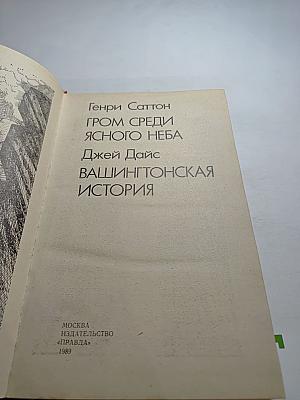 Генри Саттон
ГРОМ СРЕДИ
ЯСНОГО НЕБА
Джей Дайс
ВАШИНГТОНСКАЯ
ИСТОРИЯ
МОСКВА
ИЗДАТЕЛЬСТВО
«ПРАВДА»
1989